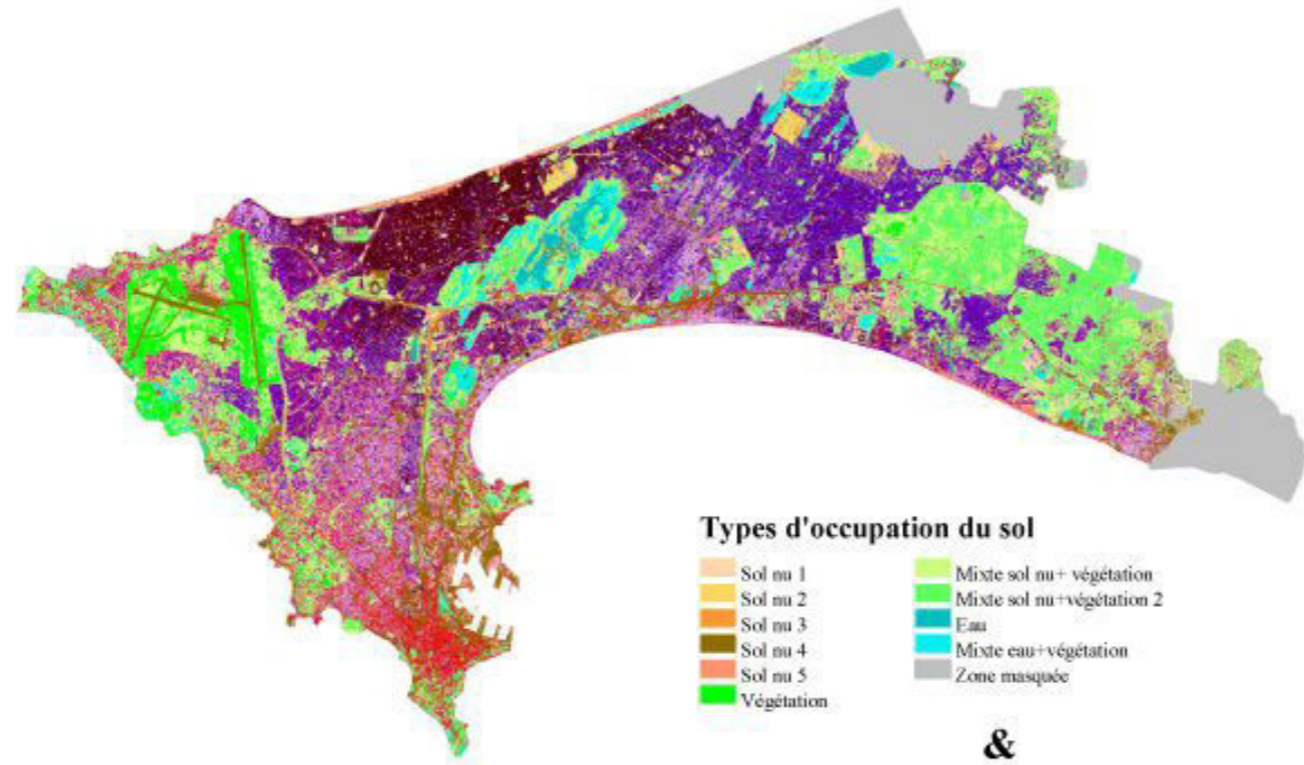 Types d'occupation du sol
Sol nu 1
Sol nu 2
Sol nu 3
Sol nu 4
Sol nu 5
Végétation
Mixte sol nu+ végétation
Mixte sol nu+végétation 2
Eau
Mixte eau+végétation
Zone masquée
&